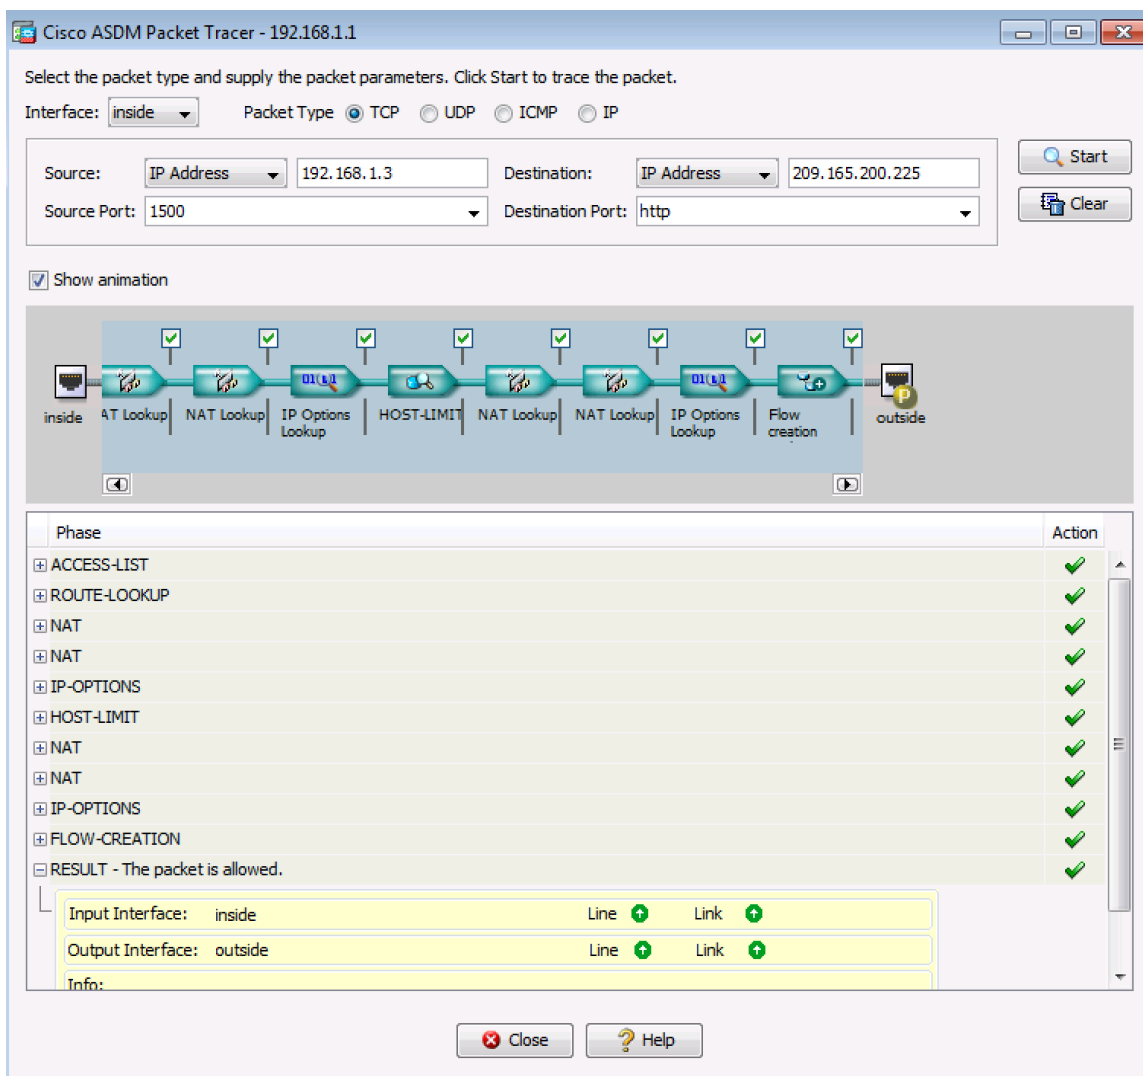 Cisco ASDM Packet Tracer - 192.168.1.1
Select the packet type and supply the packet parameters. Click Start to trace the packet.
Interface: inside Packet Type TCP UDP ICMP IP
Source: IP Address 192.168.1.3 Destination: IP Address 209.165.200.225 Start
Source Port: 1500 Destination Port: http Clear
Show animation
inside AT Lookup NAT Lookup IP Options Lookup HOST-LIMIT NAT Lookup NAT Lookup IP Options Lookup Flow creation outside
Phase Action
ACCESS-LIST
ROUTE-LOOKUP
NAT
NAT
IP-OPTIONS
HOST-LIMIT
NAT
NAT
IP-OPTIONS
FLOW-CREATION
RESULT - The packet is allowed.
Input Interface: inside Line Link
Output Interface: outside Line Link
Info:
Close Help